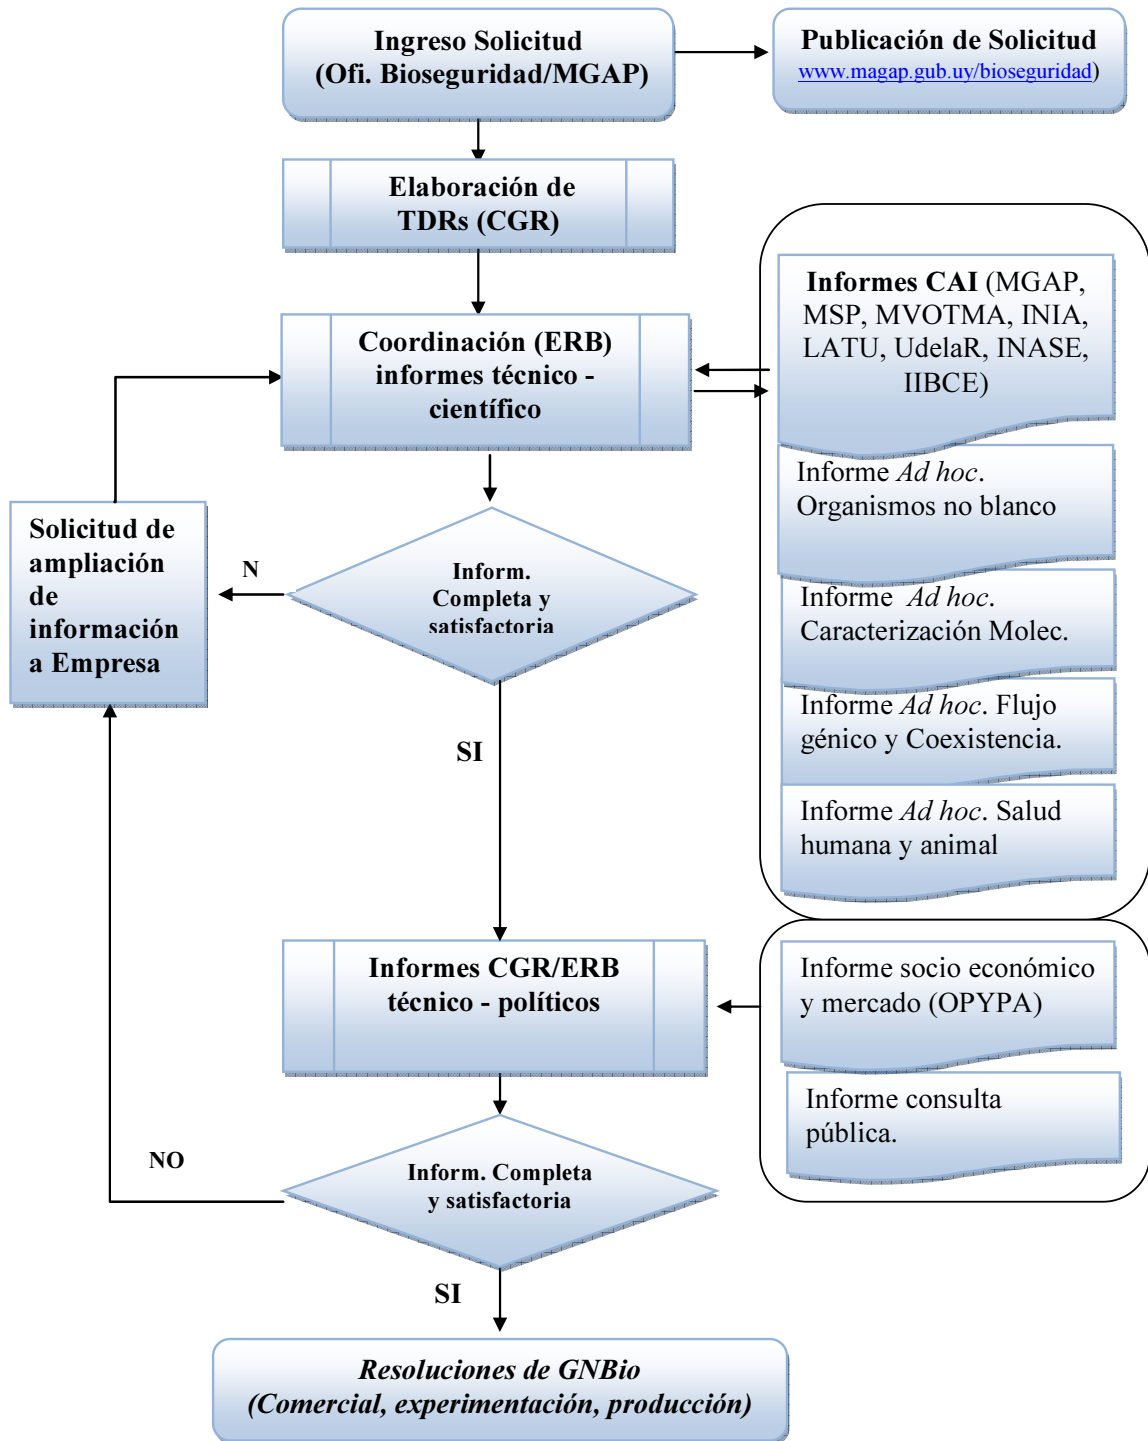 Ingreso Solicitud
(Ofi. Bioseguridad/MGAP)
Publicación de Solicitud
www.magap.gub.uy/bioseguridad)
Elaboración de
TDRs (CGR)
Coordinación (ERB)
informes técnico -
científico
Informes CAI (MGAP,
MSP, MVOTMA, INIA,
LATU, UdelaR, INASE,
IIBCE)
Informe Ad hoc.
Organismos no blanco
Informe Ad hoc.
Caracterización Molec.
Informe Ad hoc. Flujo
génico y Coexistencia.
Informe Ad hoc. Salud
humana y animal
Solicitud de
ampliación
de
información
a Empresa
N
Inform.
Completa y
satisfactoria
SI
Informes CGR/ERB
técnico - políticos
Informe socio económico
y mercado (OPYPA)
Informe consulta
pública.
NO
Inform. Completa
y satisfactoria
SI
Resoluciones de GNBio
(Comercial, experimentación, producción)